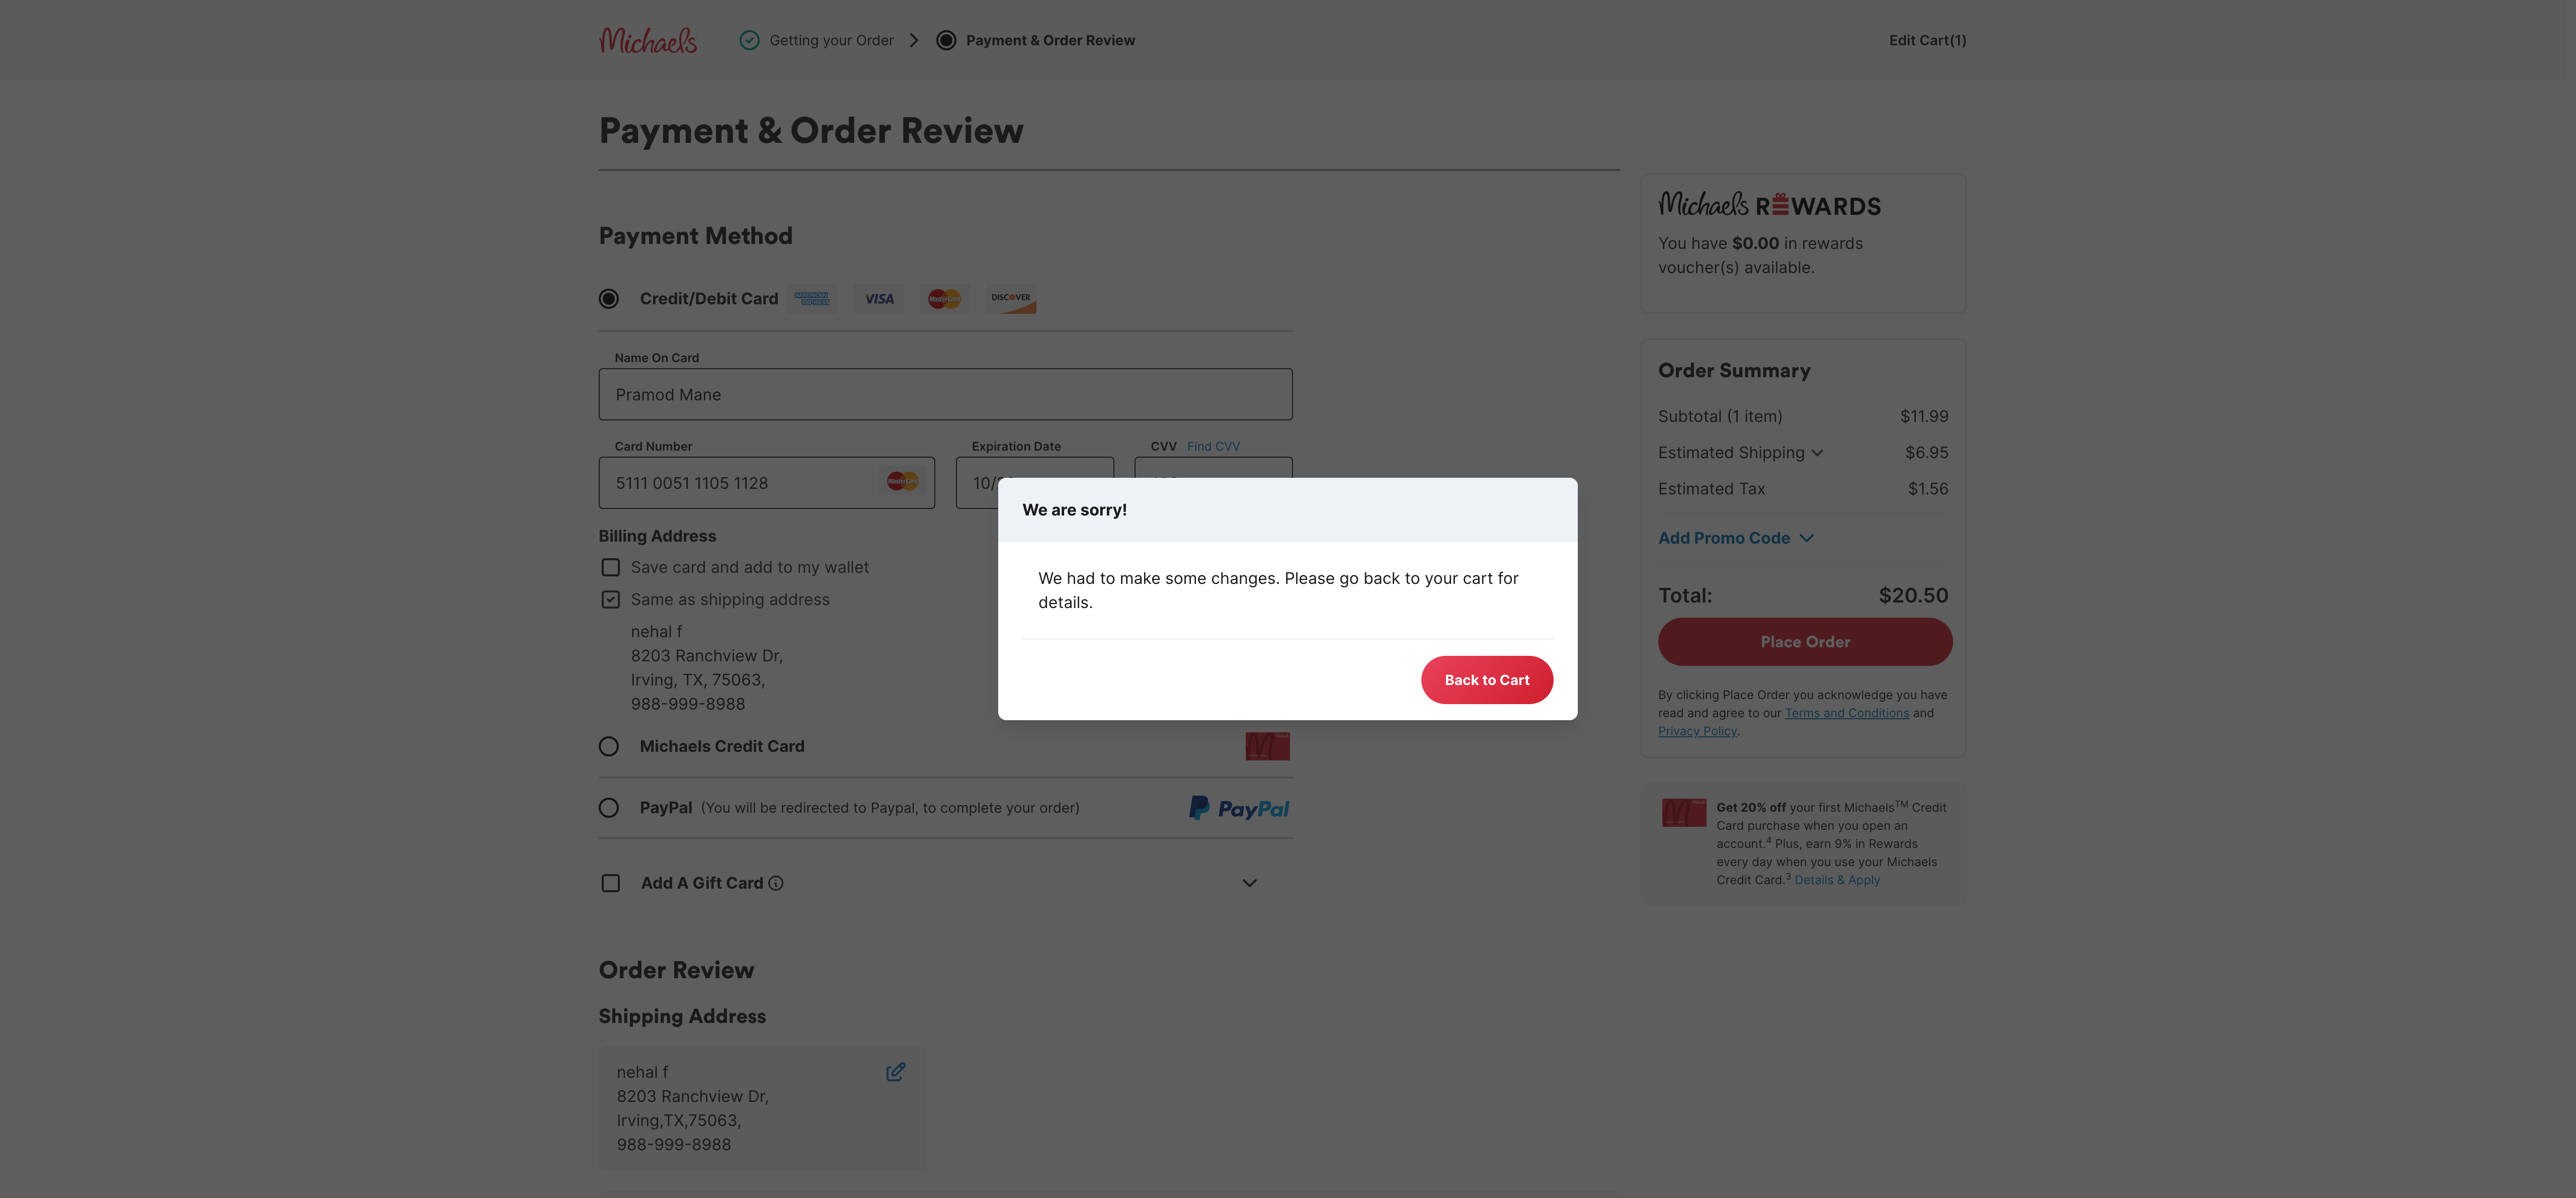 Michaels
Getting your Order
Payment & Order Review
Edit Cart(1)
Payment & Order Review
Payment Method
Credit/Debit Card
AMERICAN EXPRESS
VISA
MasterCard
DISCOVER
Name On Card
Pramod Mane
Card Number
Expiration Date
CVV Find CVV
5111 0051 1105 1128
MasterCard
10/
Billing Address
Save card and add to my wallet
Same as shipping address
nehal f
8203 Ranchview Dr,
Irving, TX, 75063,
988-999-8988
Michaels Credit Card
PayPal (You will be redirected to Paypal, to complete your order)
PayPal
Add A Gift Card
Order Review
Shipping Address
nehal f
8203 Ranchview Dr,
Irving,TX,75063,
988-999-8988
We are sorry!
We had to make some changes. Please go back to your cart for
details.
Back to Cart
Michaels REWARDS
You have $0.00 in rewards
voucher(s) available.
Order Summary
Subtotal (1 item) $11.99
Estimated Shipping $6.95
Estimated Tax $1.56
Add Promo Code
Total: $20.50
Place Order
By clicking Place Order you acknowledge you have
read and agree to our Terms and Conditions and
Privacy Policy.
Get 20% off your first Michaels™ Credit
Card purchase when you open an
account.⁴ Plus, earn 9% in Rewards
every day when you use your Michaels
Credit Card.³ Details & Apply